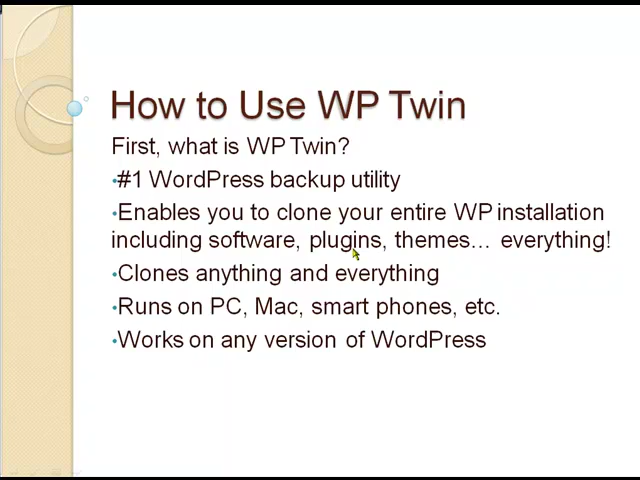 How to Use WP Twin
First, what is WP Twin?
•#1 WordPress backup utility
•Enables you to clone your entire WP installation
including software, plugins, themes... everything!
•Clones anything and everything
•Runs on PC, Mac, smart phones, etc.
•Works on any version of WordPress